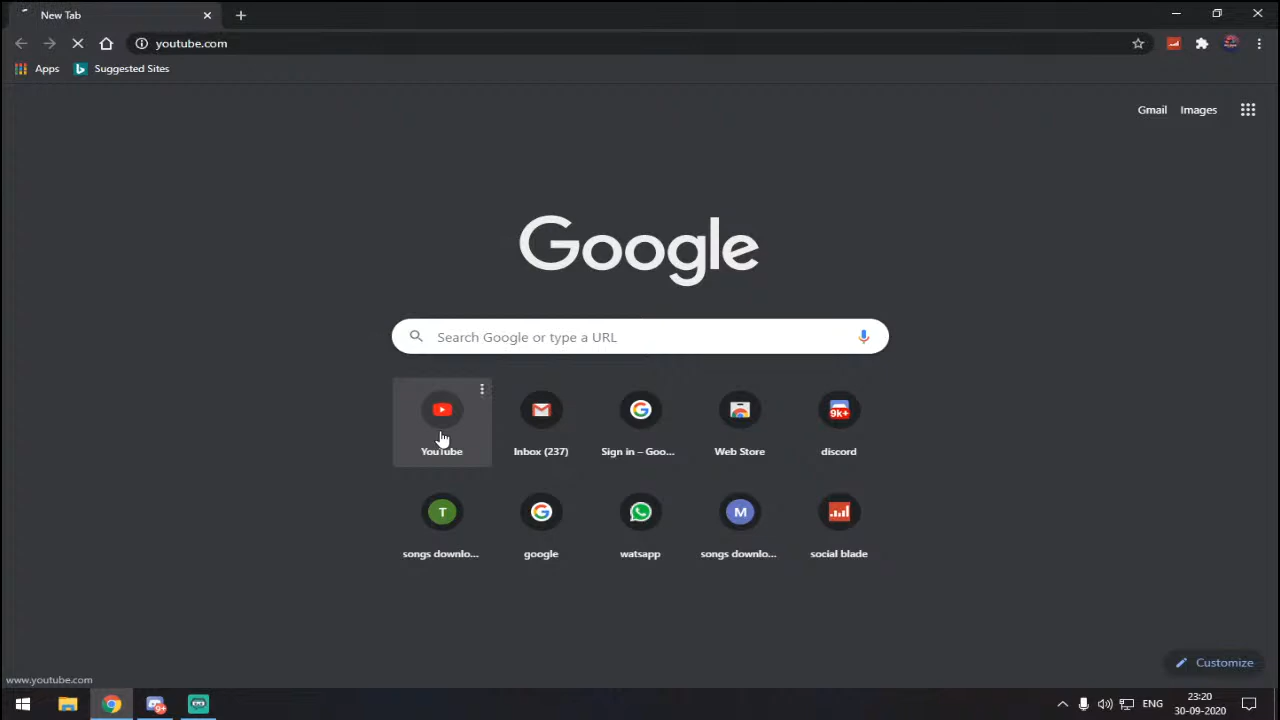 New Tab
youtube.com
Apps
Suggested Sites
Gmail
Images
Google
Search Google or type a URL
YouTube
Inbox (237)
Sign in – Goo...
Web Store
9k+
discord
T
M
songs downlo...
google
watsapp
songs downlo...
social blade
Customize
www.youtube.com
9+
ENG
23:20
30-09-2020